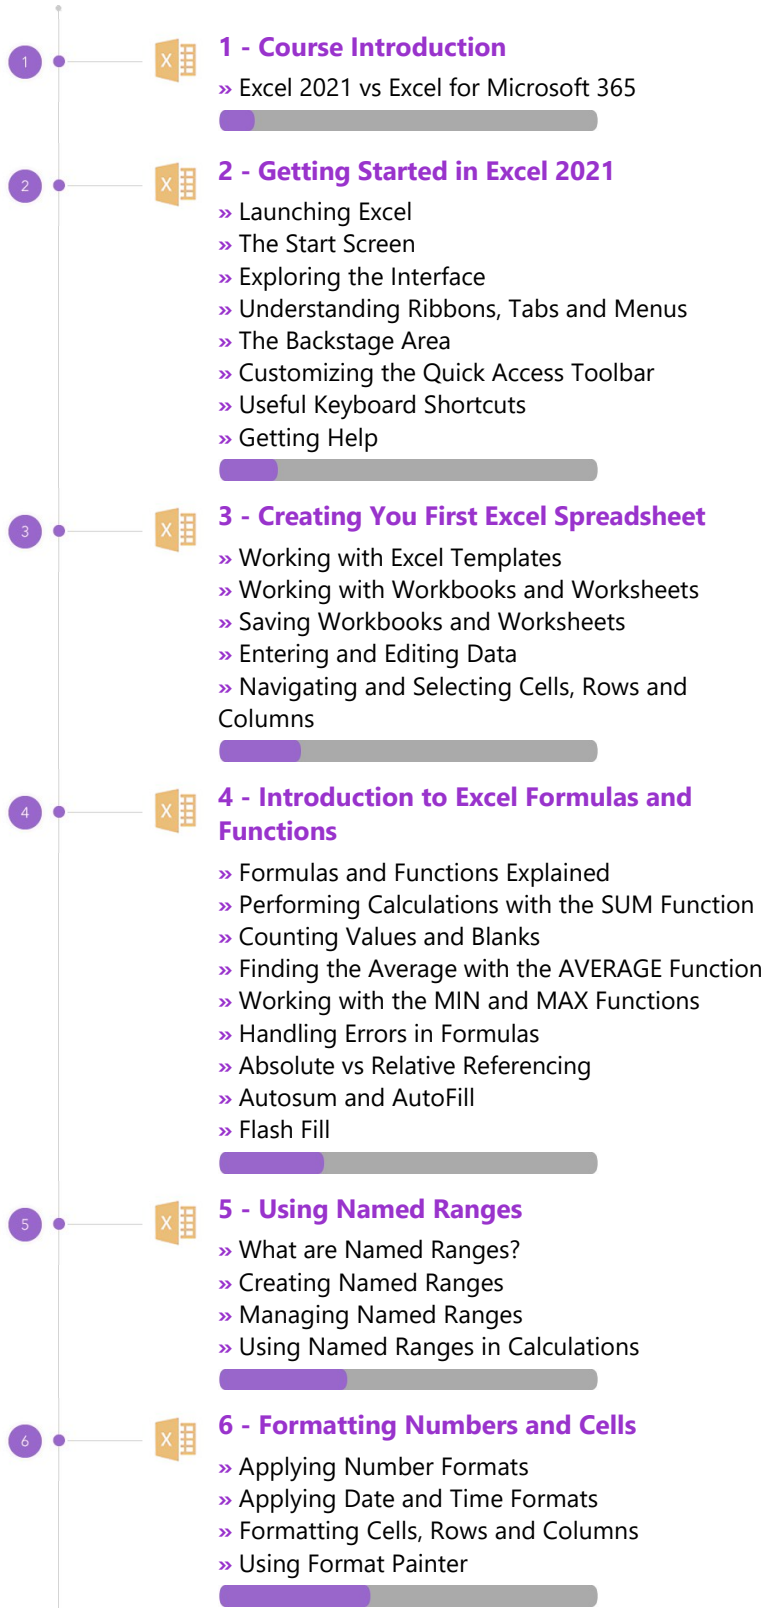 1
X
1 - Course Introduction
» Excel 2021 vs Excel for Microsoft 365
2
X
2 - Getting Started in Excel 2021
» Launching Excel
» The Start Screen
» Exploring the Interface
» Understanding Ribbons, Tabs and Menus
» The Backstage Area
» Customizing the Quick Access Toolbar
» Useful Keyboard Shortcuts
» Getting Help
3
X
3 - Creating You First Excel Spreadsheet
» Working with Excel Templates
» Working with Workbooks and Worksheets
» Saving Workbooks and Worksheets
» Entering and Editing Data
» Navigating and Selecting Cells, Rows and
Columns
4
X
4 - Introduction to Excel Formulas and
Functions
» Formulas and Functions Explained
» Performing Calculations with the SUM Function
» Counting Values and Blanks
» Finding the Average with the AVERAGE Function
» Working with the MIN and MAX Functions
» Handling Errors in Formulas
» Absolute vs Relative Referencing
» Autosum and AutoFill
» Flash Fill
5
X
5 - Using Named Ranges
» What are Named Ranges?
» Creating Named Ranges
» Managing Named Ranges
» Using Named Ranges in Calculations
6
X
6 - Formatting Numbers and Cells
» Applying Number Formats
» Applying Date and Time Formats
» Formatting Cells, Rows and Columns
» Using Format Painter